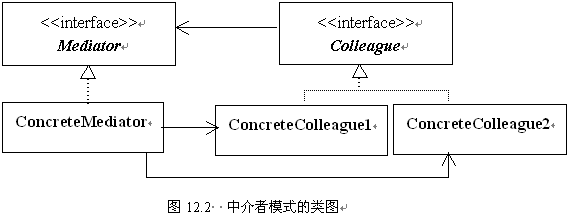 <<interface>>
Mediator
<<interface>>
Colleague
ConcreteMediator
ConcreteColleague1
ConcreteColleague2
图 12.2 中介者模式的类图